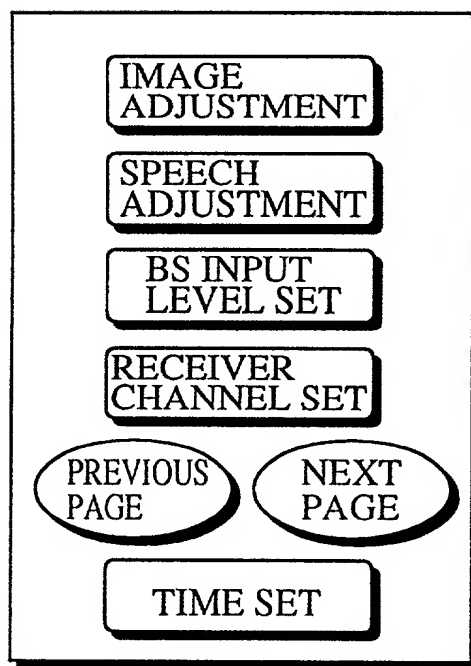 IMAGE
ADJUSTMENT
SPEECH
ADJUSTMENT
BS INPUT
LEVEL SET
RECEIVER
CHANNEL SET
PREVIOUS
PAGE
NEXT
PAGE
TIME SET